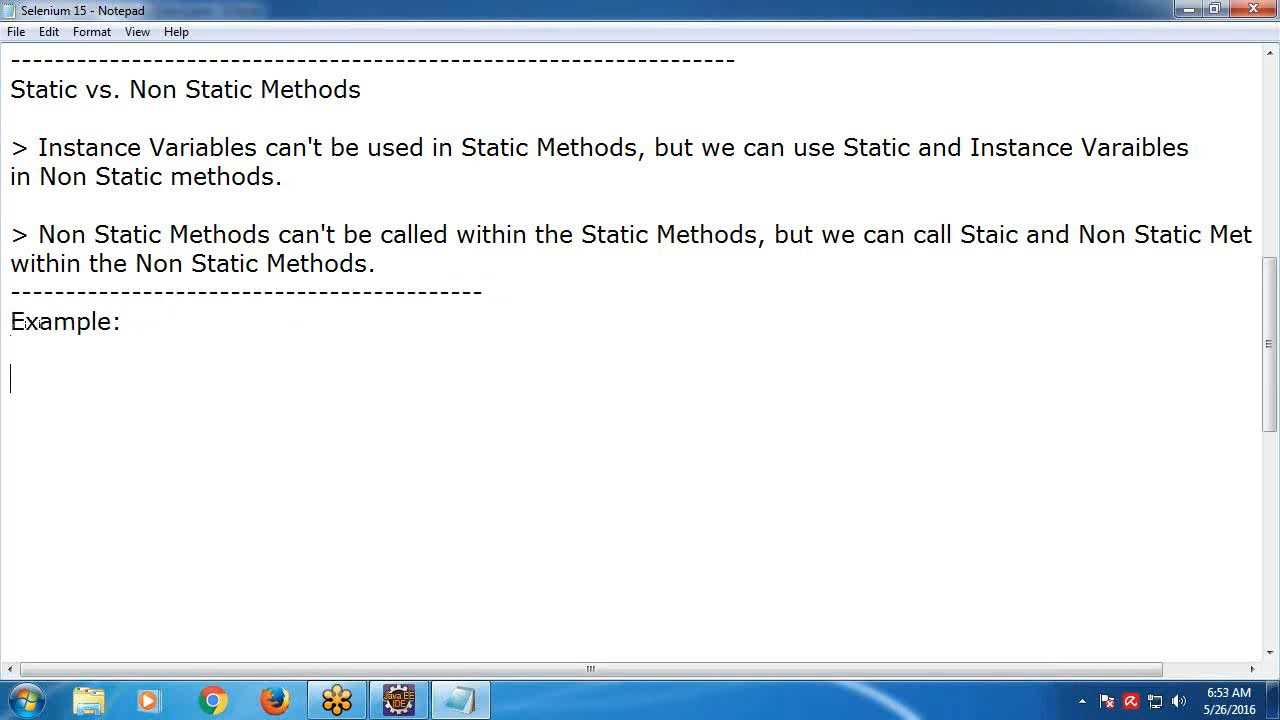 Selenium 15 - Notepad
File Edit Format View Help
-----------------------------------------------------------------
Static vs. Non Static Methods
> Instance Variables can't be used in Static Methods, but we can use Static and Instance Varaibles
in Non Static methods.
> Non Static Methods can't be called within the Static Methods, but we can call Staic and Non Static Met
within the Non Static Methods.
-------------------------------------------
Example:
Java EE
IDE
6:53 AM
5/26/2016